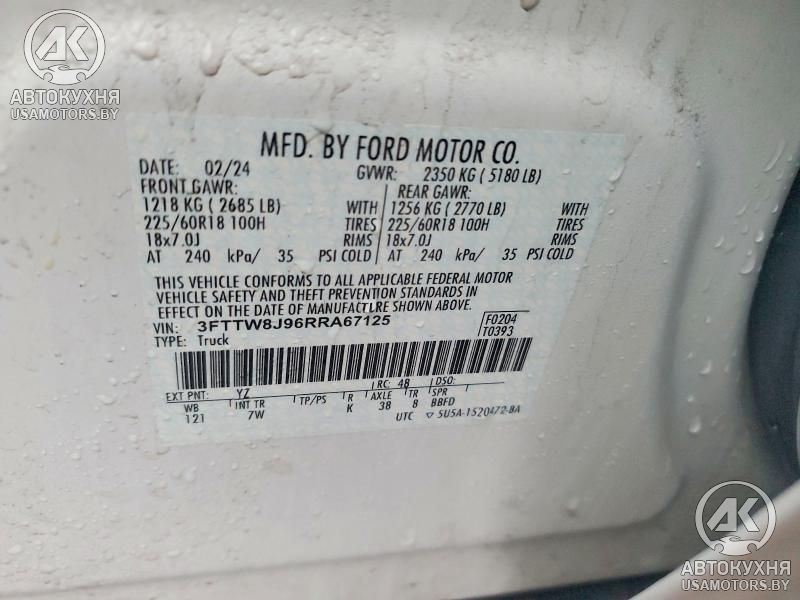 AK
АВТОКУХНЯ
USAMOTORS.BY
MFD. BY FORD MOTOR CO.
DATE: 02/24 GVWR: 2350 KG ( 5180 LB)
FRONT GAWR: REAR GAWR:
1218 KG ( 2685 LB) WITH 1256 KG ( 2770 LB) WITH
225/60R18 100H TIRES 225/60R18 100H TIRES
18x7.0J RIMS 18x7.0J RIMS
AT 240 kPa/ 35 PSI COLD AT 240 kPa/ 35 PSI COLD
THIS VEHICLE CONFORMS TO ALL APPLICABLE FEDERAL MOTOR
VEHICLE SAFETY AND THEFT PREVENTION STANDARDS IN
EFFECT ON THE DATE OF MANUFACTURE SHOWN ABOVE.
VIN: 3FTTW8J96RRA67125 F0204
TYPE: Truck T0393
EXT PNT: YZ RC: 48 DSO:
WB INT TR TP/PS R AXLE TR SPR
121 7W K 38 8 BBFD
UTC ▽ 5U5A-1520472-BA
AK
АВТОКУХНЯ
USAMOTORS.BY